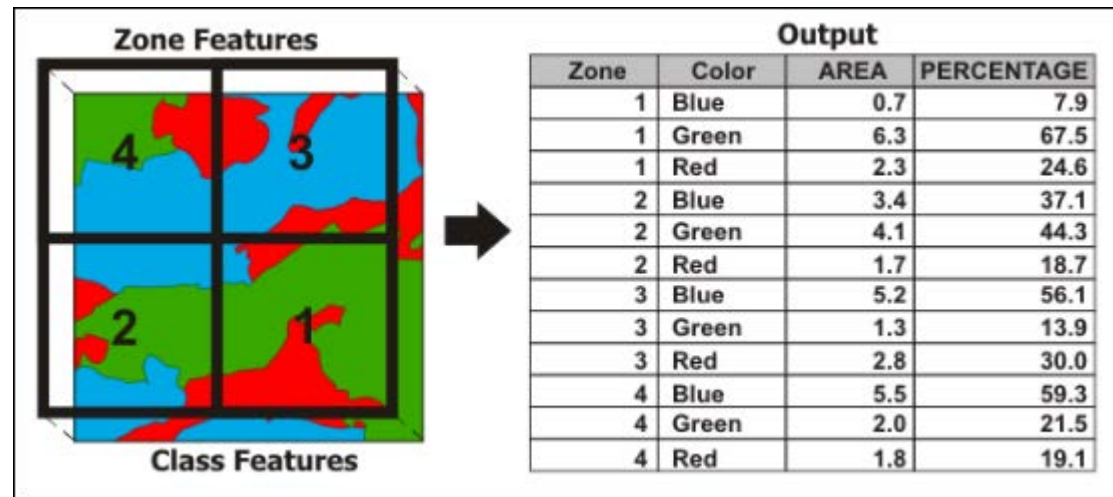 Zone Features
4
3
2
1
Class Features
Output
Zone Color AREA PERCENTAGE
1 Blue 0.7 7.9
1 Green 6.3 67.5
1 Red 2.3 24.6
2 Blue 3.4 37.1
2 Green 4.1 44.3
2 Red 1.7 18.7
3 Blue 5.2 56.1
3 Green 1.3 13.9
3 Red 2.8 30.0
4 Blue 5.5 59.3
4 Green 2.0 21.5
4 Red 1.8 19.1